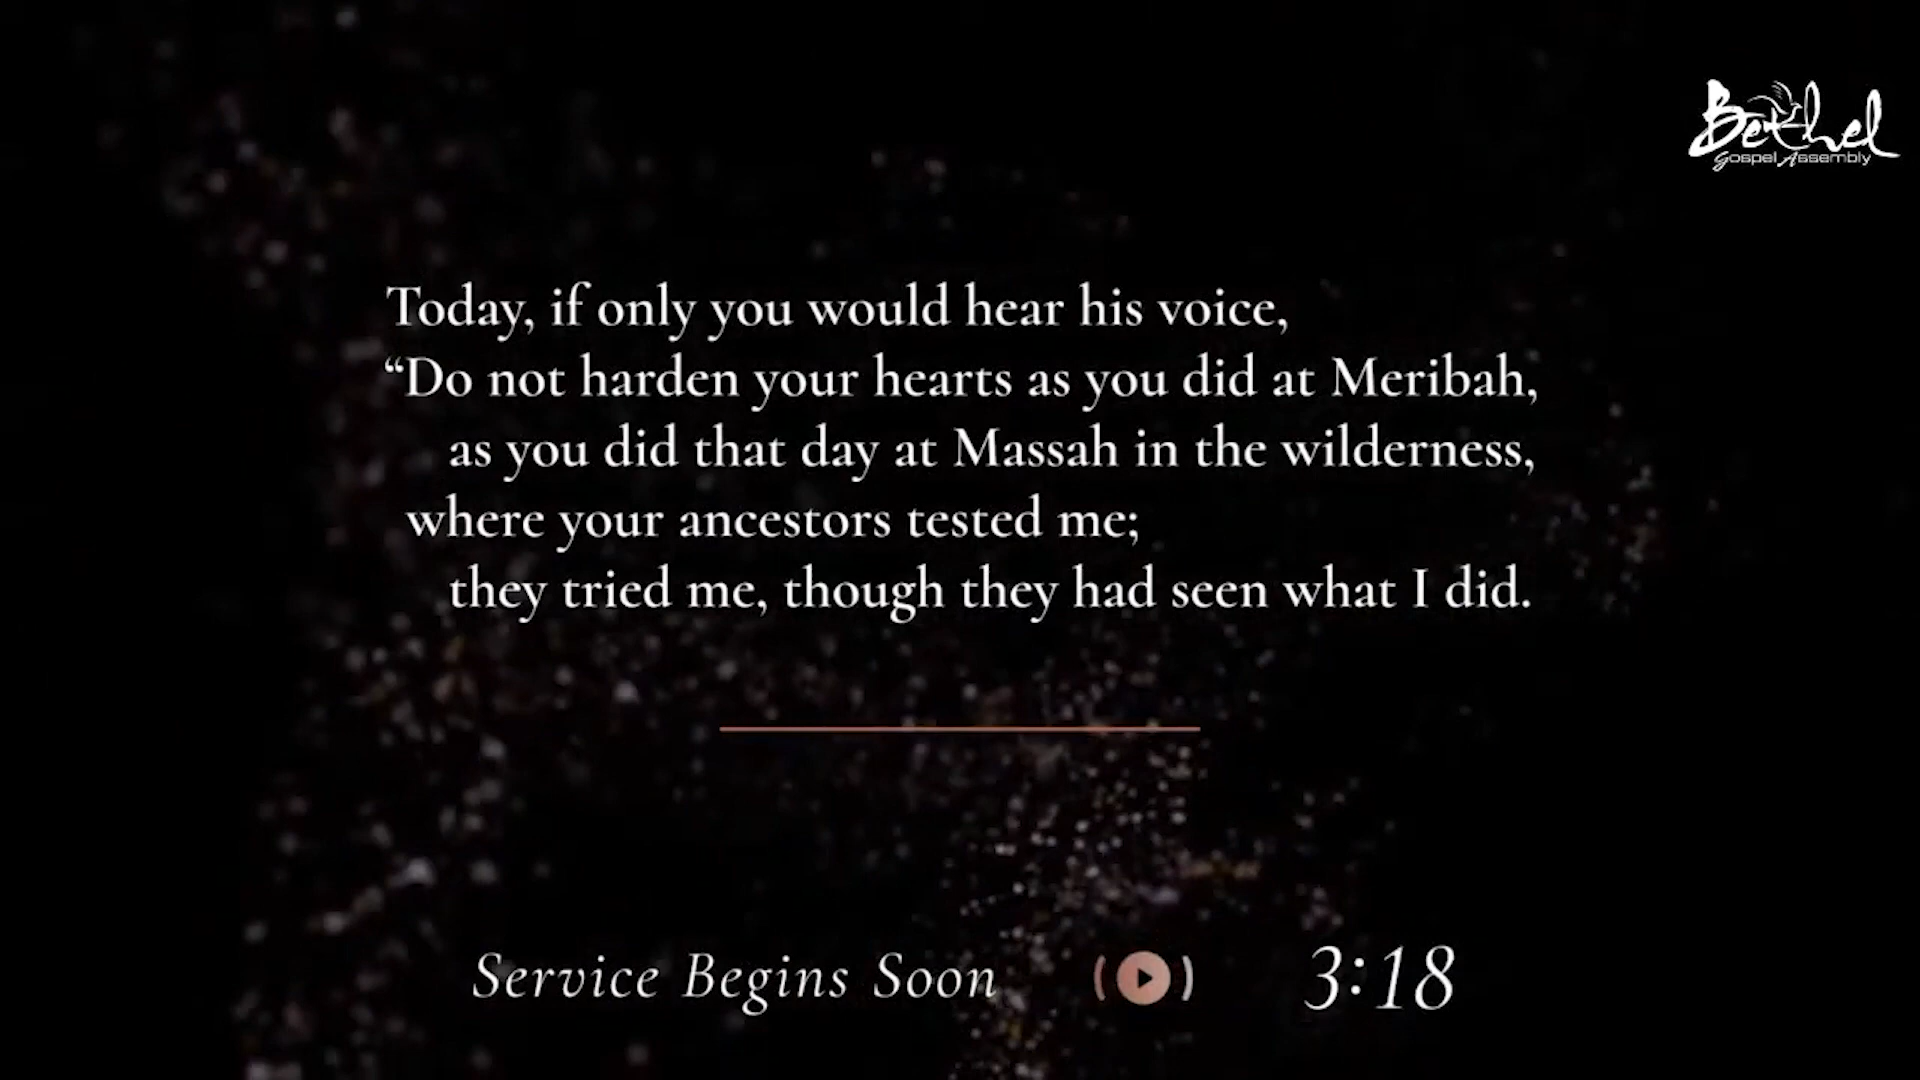 Bethel
Gospel Assembly
Today, if only you would hear his voice,
“Do not harden your hearts as you did at Meribah,
as you did that day at Massah in the wilderness,
where your ancestors tested me;
they tried me, though they had seen what I did.
Service Begins Soon
3:18